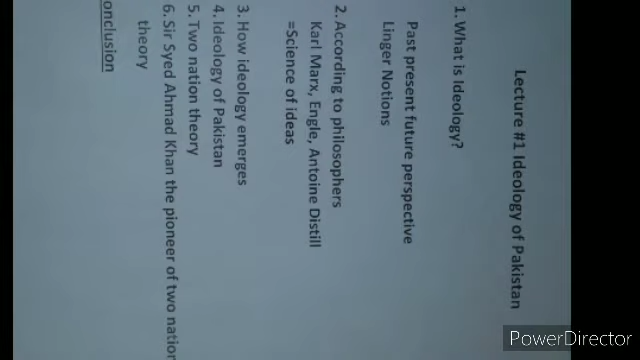 Lecture #1 Ideology of Pakistan
1. What is Ideology?
Past present future perspective
Linger Notions
2. According to philosophers
Karl Marx, Engle, Antoine Distill
=Science of ideas
3. How ideology emerges
4. Ideology of Pakistan
5. Two nation theory
6. Sir Syed Ahmad Khan the pioneer of two nation
theory
onclusion
PowerDirector